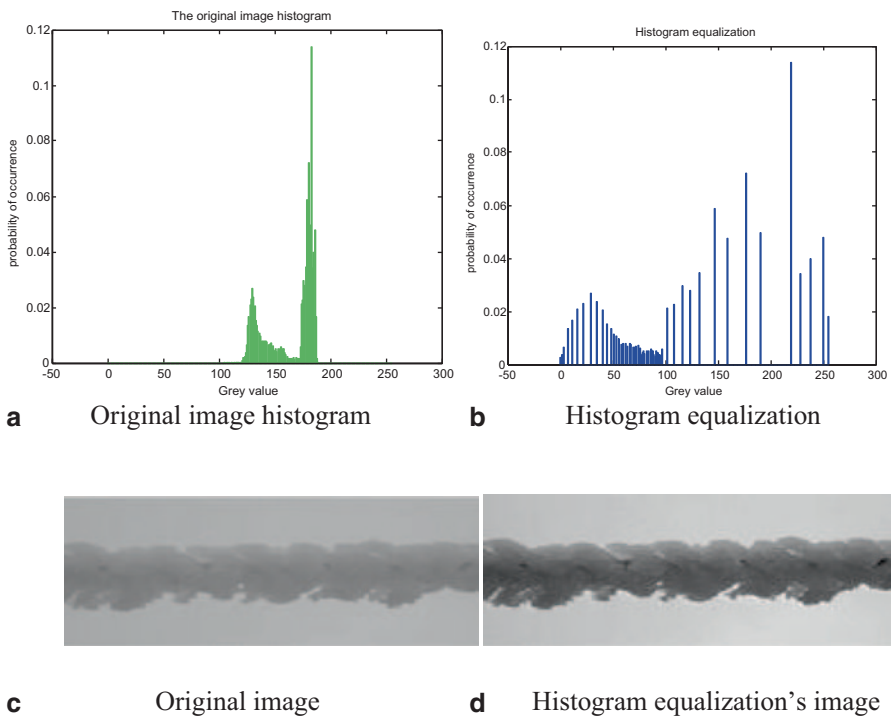 The original image histogram
0.12
0.1
0.08
0.06
0.04
0.02
0
probability of occurrence
-50 0 50 100 150 200 250 300
Grey value
a Original image histogram
Histogram equalization
0.12
0.1
0.08
0.06
0.04
0.02
0
probability of occurrence
-50 0 50 100 150 200 250 300
Grey value
b Histogram equalization
c Original image
d Histogram equalization's image